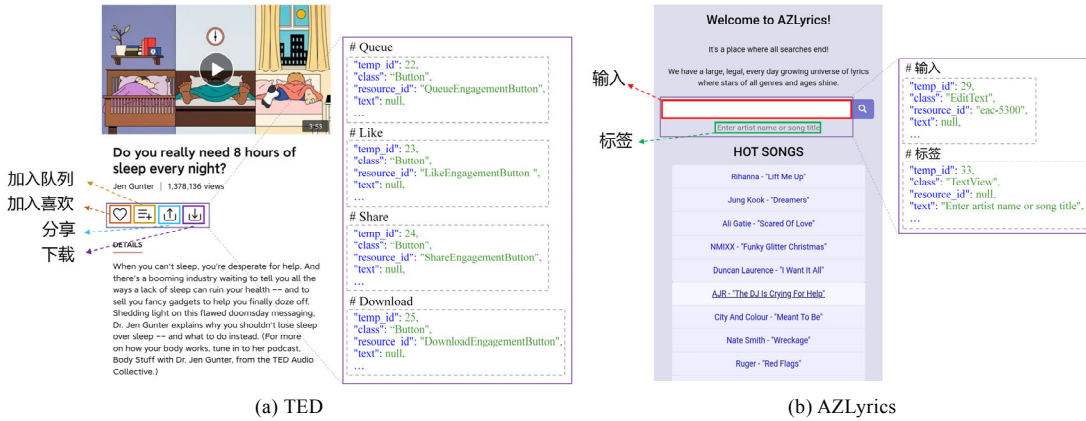 3:53
Do you really need 8 hours of
sleep every night?
Jen Gunter | 1,378,136 views
加入队列
加入喜欢
分享
下载
DETAILS
When you can't sleep, you're desperate for help. And
there's a booming industry waiting to tell you all the
ways a lack of sleep can ruin your health -- and to
sell you fancy gadgets to help you finally doze off.
Shedding light on this flawed doomsday messaging,
Dr. Jen Gunter explains why you shouldn't lose sleep
over sleep -- and what to do instead. (For more
on how your body works, tune in to her podcast,
Body Stuff with Dr. Jen Gunter, from the TED Audio
Collective.)
# Queue
"temp_id": 22,
"class": "Button",
"resource_id": "QueueEngagementButton",
"text": null,
…
# Like
"temp_id": 23,
"class": "Button",
"resource_id": "LikeEngagementButton ",
"text": null,
…
# Share
"temp_id": 24,
"class": "Button",
"resource_id": "ShareEngagementButton",
"text": null,
…
# Download
"temp_id": 25,
"class": "Button",
"resource_id": "DownloadEngagementButton",
"text": null,
…
(a) TED
Welcome to AZLyrics!
It's a place where all searches end!
We have a large, legal, every day growing universe of lyrics
where stars of all genres and ages shine.
输入
标签
Enter artist name or song title
HOT SONGS
Rihanna - "Lift Me Up"
Jung Kook - "Dreamers"
Ali Gatie - "Scared Of Love"
NMIXX - "Funky Glitter Christmas"
Duncan Laurence - "I Want It All"
AJR - "The DJ Is Crying For Help"
City And Colour - "Meant To Be"
Nate Smith - "Wreckage"
Ruger - "Red Flags"
# 输入
"temp_id": 29,
"class": "EditText",
"resource_id": "eac-5300",
"text": null,
…
# 标签
"temp_id": 33,
"class": "TextView",
"resource_id": null,
"text": "Enter artist name or song title",
…
(b) AZLyrics